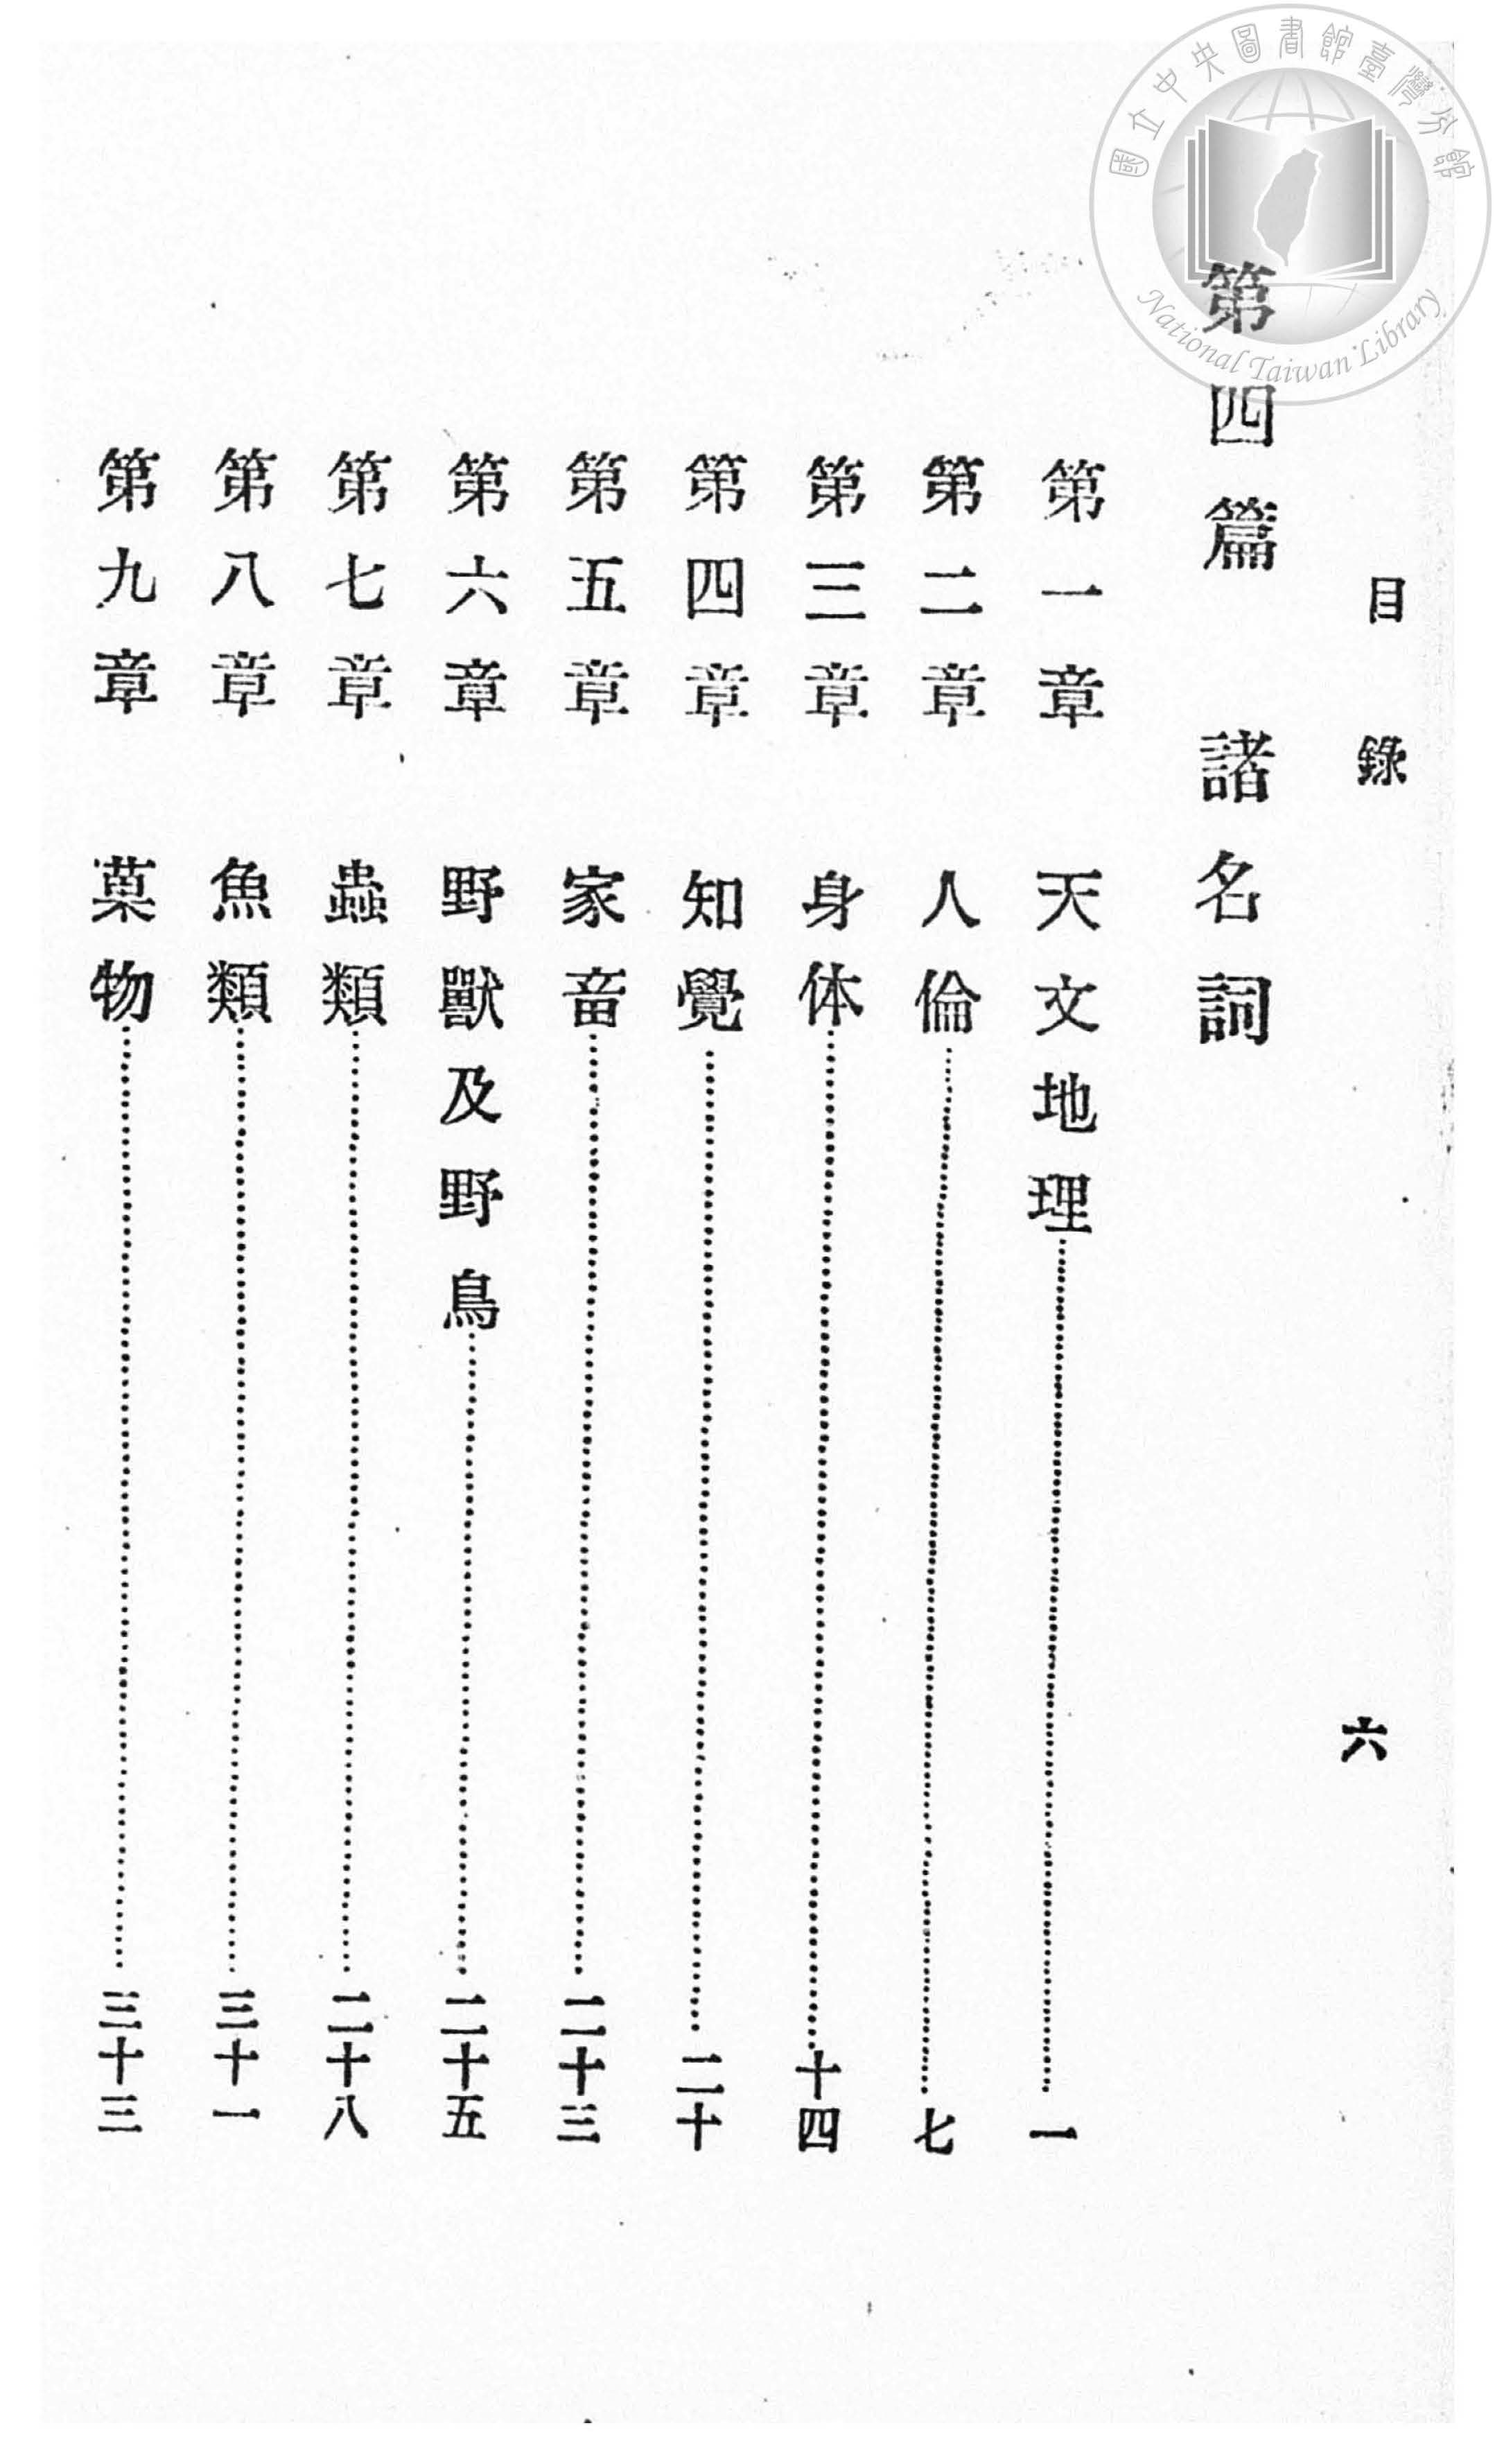 國立中央圖書館臺灣分館
National Taiwan Library
目錄 六
第四篇 諸名詞
第一章 天文地理……一
第二章 人倫……七
第三章 身体……十四
第四章 知覺……二十
第五章 家畜……二十三
第六章 野獸及野鳥……二十五
第七章 蟲類……二十八
第八章 魚類……三十一
第九章 菓物……三十三